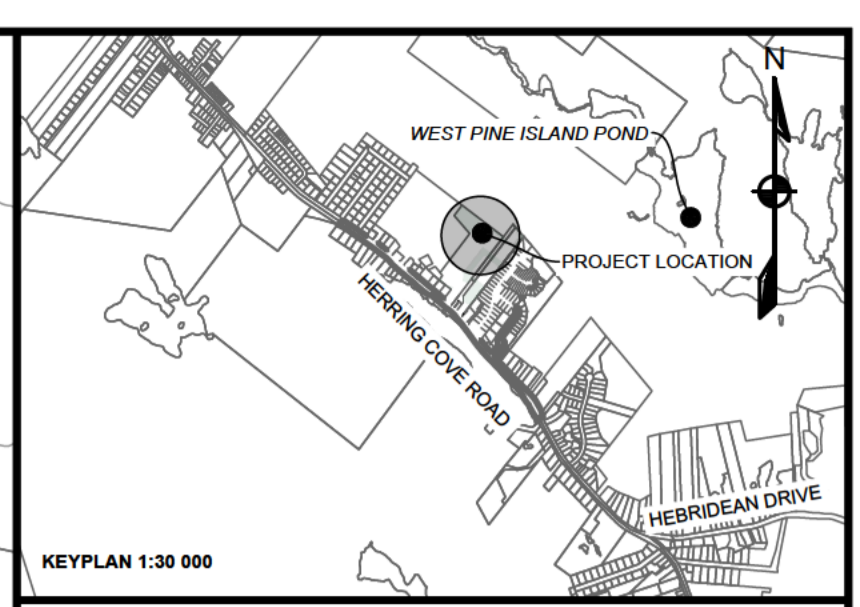 N
WEST PINE ISLAND POND
PROJECT LOCATION
HERRING COVE ROAD
HEBRIDEAN DRIVE
KEYPLAN 1:30 000